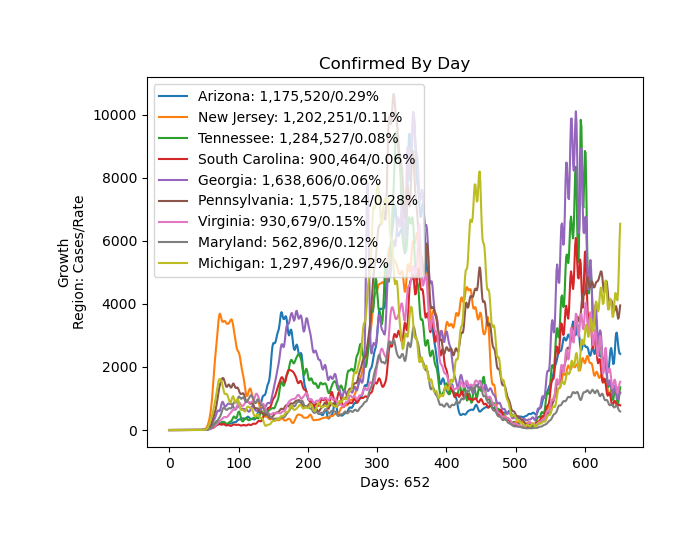 Confirmed By Day
Growth
Region: Cases/Rate
10000
8000
6000
4000
2000
0
Arizona: 1,175,520/0.29%
New Jersey: 1,202,251/0.11%
Tennessee: 1,284,527/0.08%
South Carolina: 900,464/0.06%
Georgia: 1,638,606/0.06%
Pennsylvania: 1,575,184/0.28%
Virginia: 930,679/0.15%
Maryland: 562,896/0.12%
Michigan: 1,297,496/0.92%
0 100 200 300 400 500 600
Days: 652